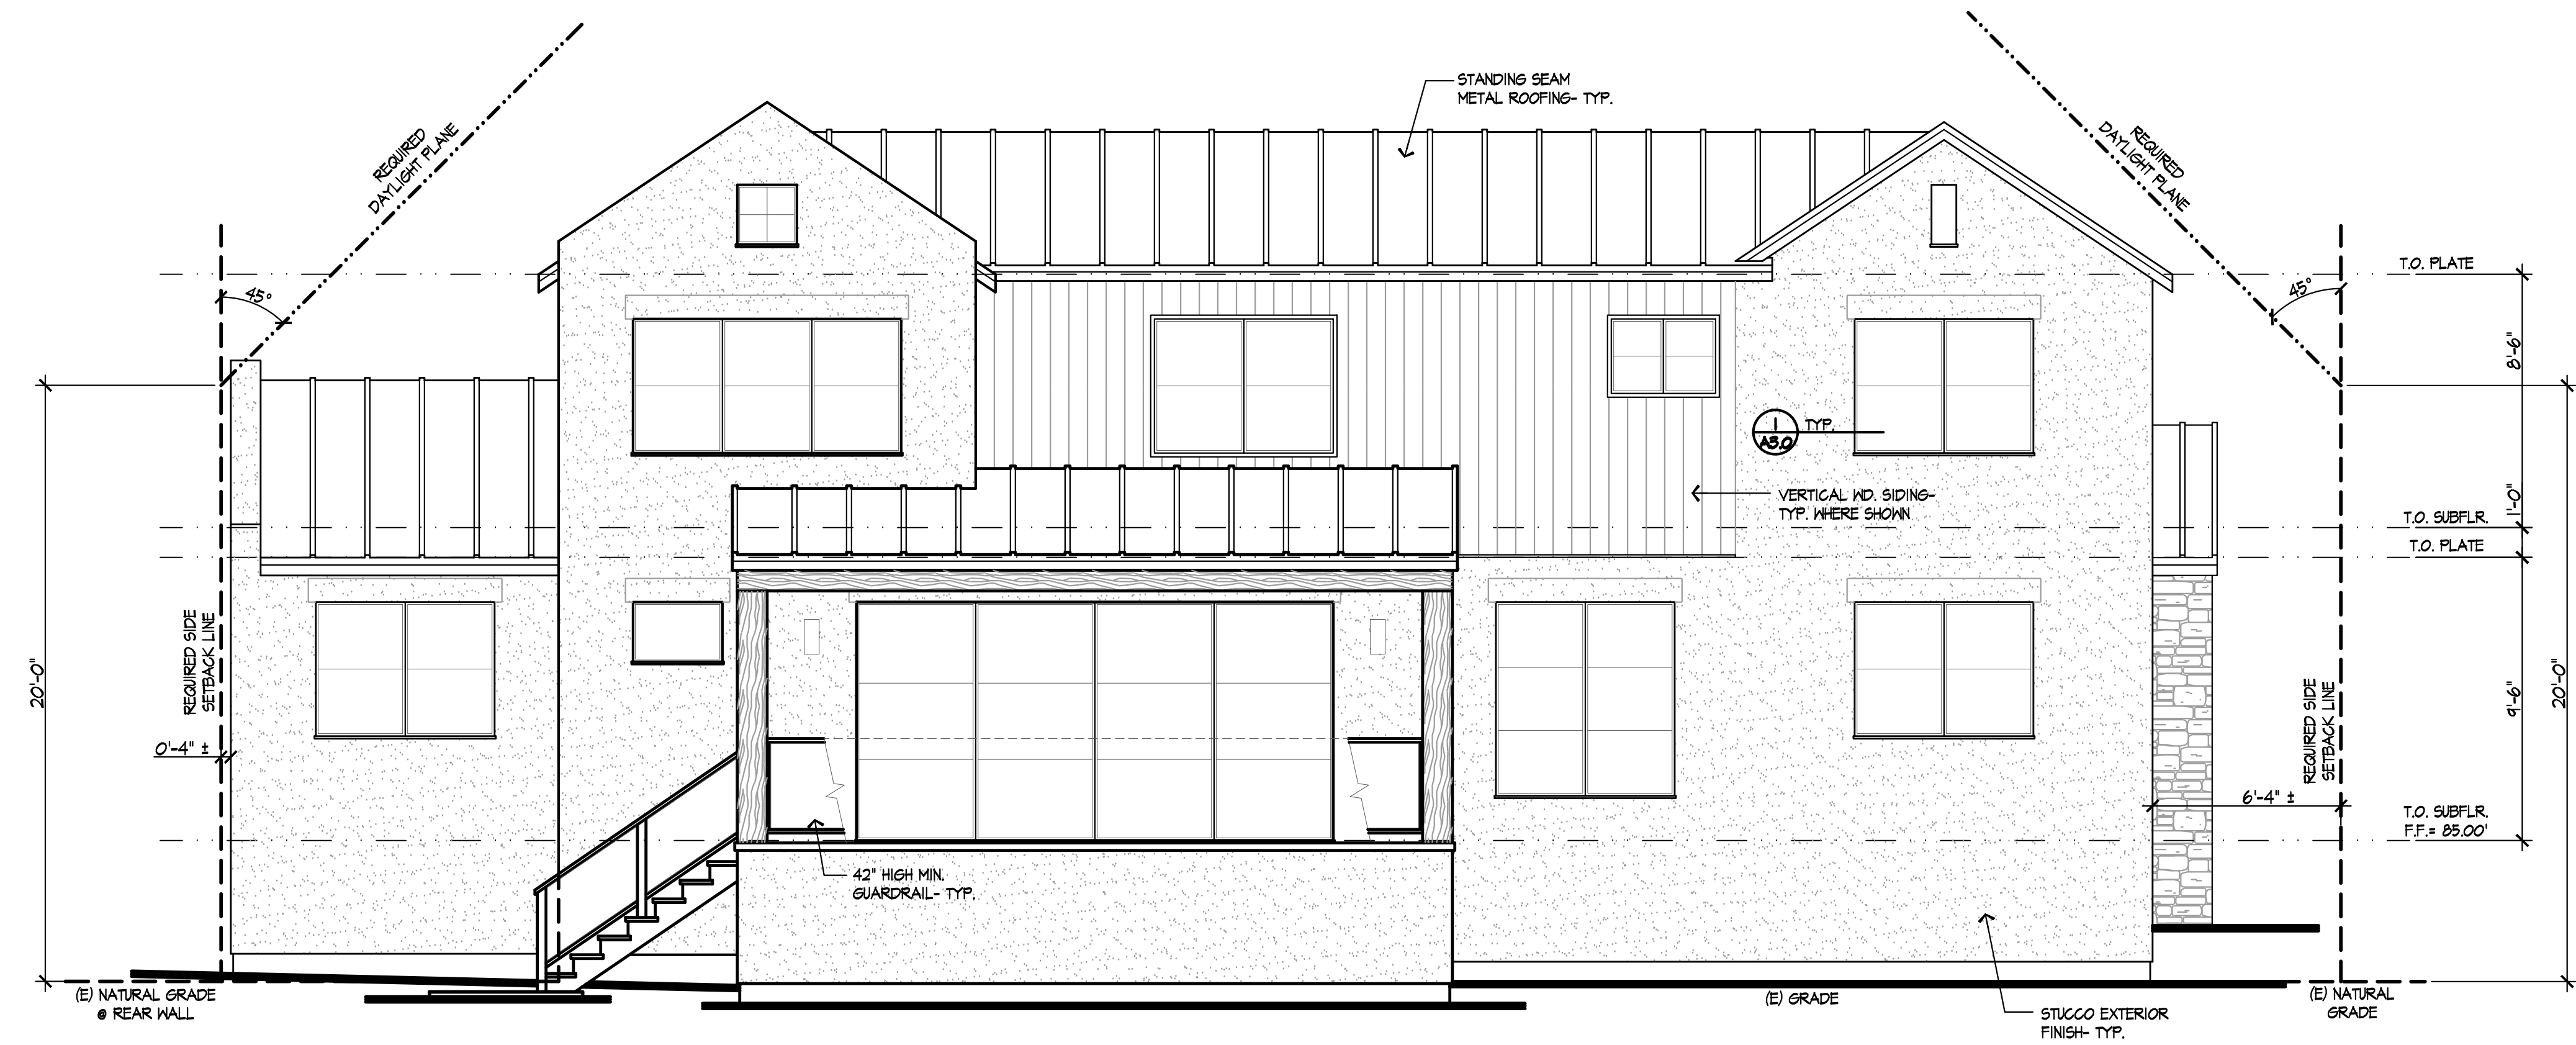 STANDING SEAM
METAL ROOFING- TYP.
REQUIRED
DAYLIGHT PLANE
REQUIRED
DAYLIGHT PLANE
45°
45°
T.O. PLATE
8'-6"
1
A3.0
TYP.
VERTICAL WD. SIDING-
TYP. WHERE SHOWN
1'-0"
T.O. SUBFLR.
T.O. PLATE
20'-0"
REQUIRED SIDE
SETBACK LINE
0'-4" ±
9'-6"
20'-0"
REQUIRED SIDE
SETBACK LINE
6'-4" ±
T.O. SUBFLR.
F.F.= 85.00'
42" HIGH MIN.
GUARDRAIL- TYP.
(E) NATURAL GRADE
@ REAR WALL
(E) GRADE
(E) NATURAL
GRADE
STUCCO EXTERIOR
FINISH- TYP.